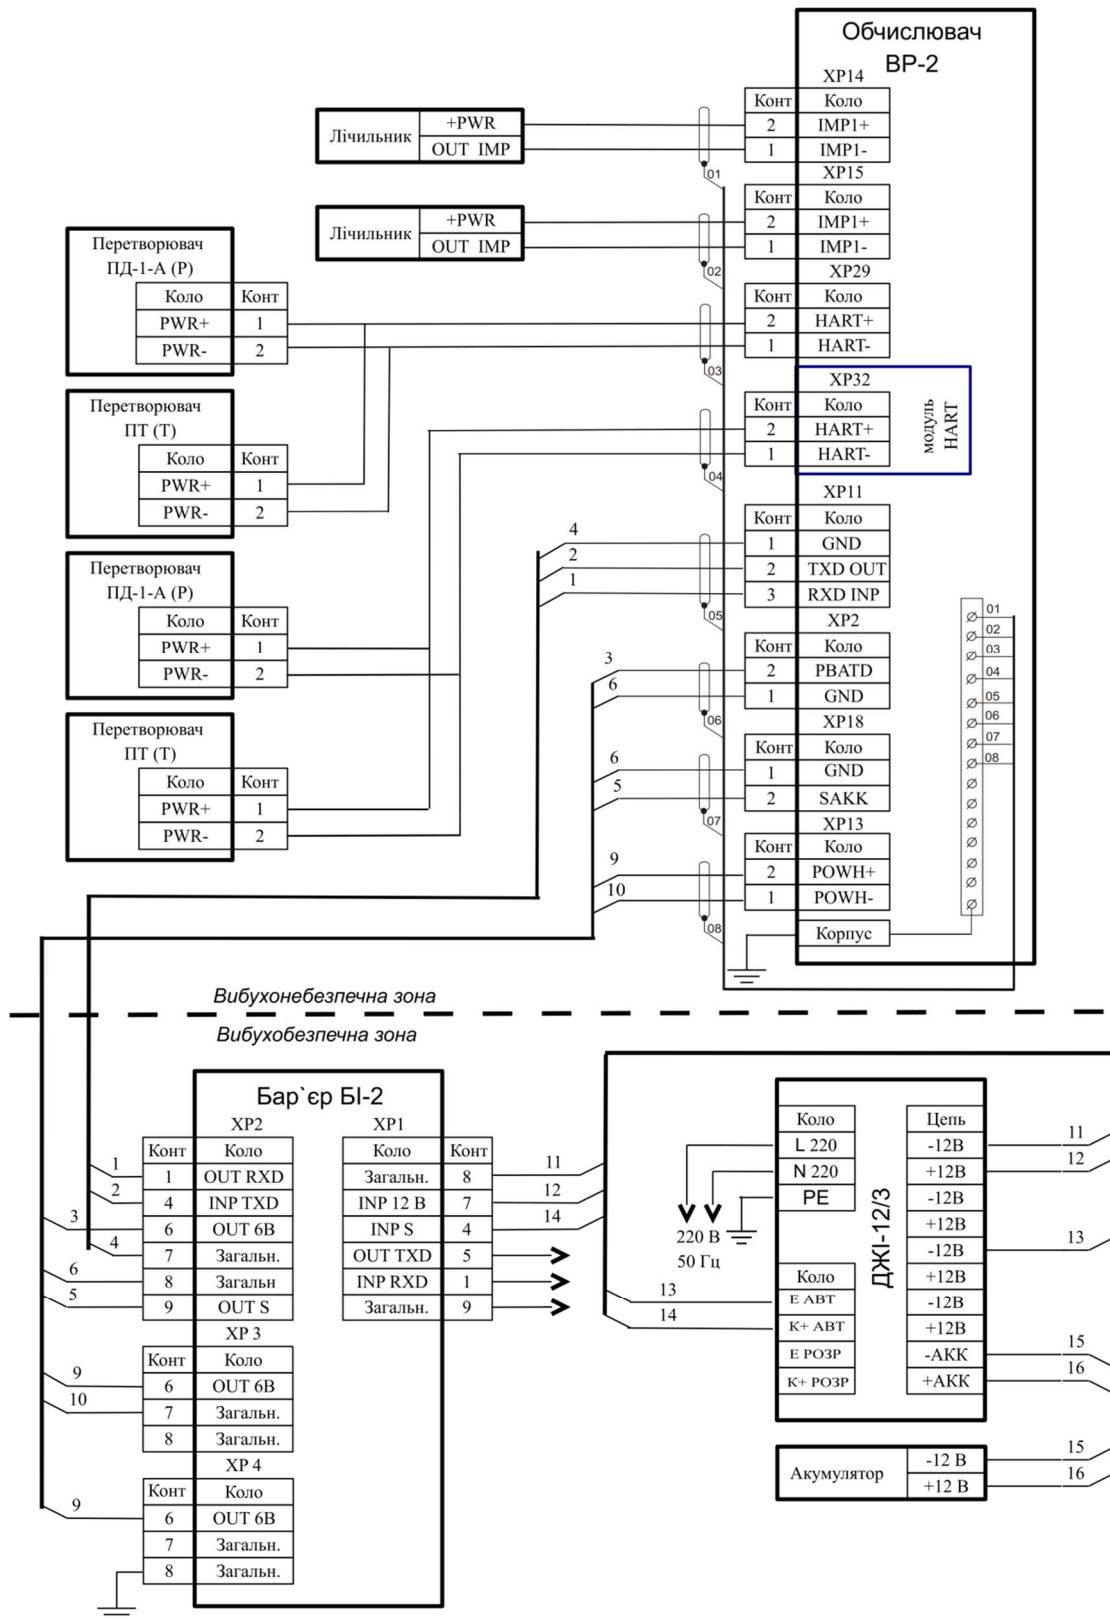 Обчислювач
ВР-2
XP14
Конт Коло
2 IMP1+
1 IMP1-
Лічильник +PWR
OUT IMP
01
XP15
Конт Коло
2 IMP1+
1 IMP1-
Лічильник +PWR
OUT IMP
02
XP29
Конт Коло
2 HART+
1 HART-
03
Перетворювач
ПД-1-А (Р)
Коло Конт
PWR+ 1
PWR- 2
XP32
Конт Коло
2 HART+
1 HART-
модуль
HART
04
Перетворювач
ПТ (Т)
Коло Конт
PWR+ 1
PWR- 2
XP11
Конт Коло
4 1 GND
2 2 TXD OUT
1 3 RXD INP
05
Перетворювач
ПД-1-А (Р)
Коло Конт
PWR+ 1
PWR- 2
XP2
Конт Коло
3 2 PBATD
6 1 GND
06
Перетворювач
ПТ (Т)
Коло Конт
PWR+ 1
PWR- 2
XP18
Конт Коло
6 1 GND
5 2 SAKK
07
XP13
Конт Коло
9 2 POWH+
10 1 POWH-
08
Корпус
01
02
03
04
05
06
07
08
Вибухонебезпечна зона
Вибухобезпечна зона
Бар`єр БІ-2
XP2
Конт Коло
1 1 OUT RXD
2 4 INP TXD
3 6 OUT 6В
4 7 Загальн.
6 8 Загальн
5 9 OUT S
XP 3
Конт Коло
9 6 OUT 6В
10 7 Загальн.
8 Загальн.
XP 4
Конт Коло
9 6 OUT 6В
7 Загальн.
8 Загальн.
XP1
Коло Конт
Загальн. 8 11
INP 12 В 7 12
INP S 4 14
OUT TXD 5
INP RXD 1
Загальн. 9
ДЖІ-12/3
Коло
L 220
N 220
PE
220 В
50 Гц
Коло
13 Е АВТ
14 К+ АВТ
Е РОЗР
К+ РОЗР
Цепь
-12В 11
+12В 12
-12В
+12В
-12В 13
+12В
-12В
+12В
-АКК 15
+АКК 16
Акумулятор -12 В 15
+12 В 16